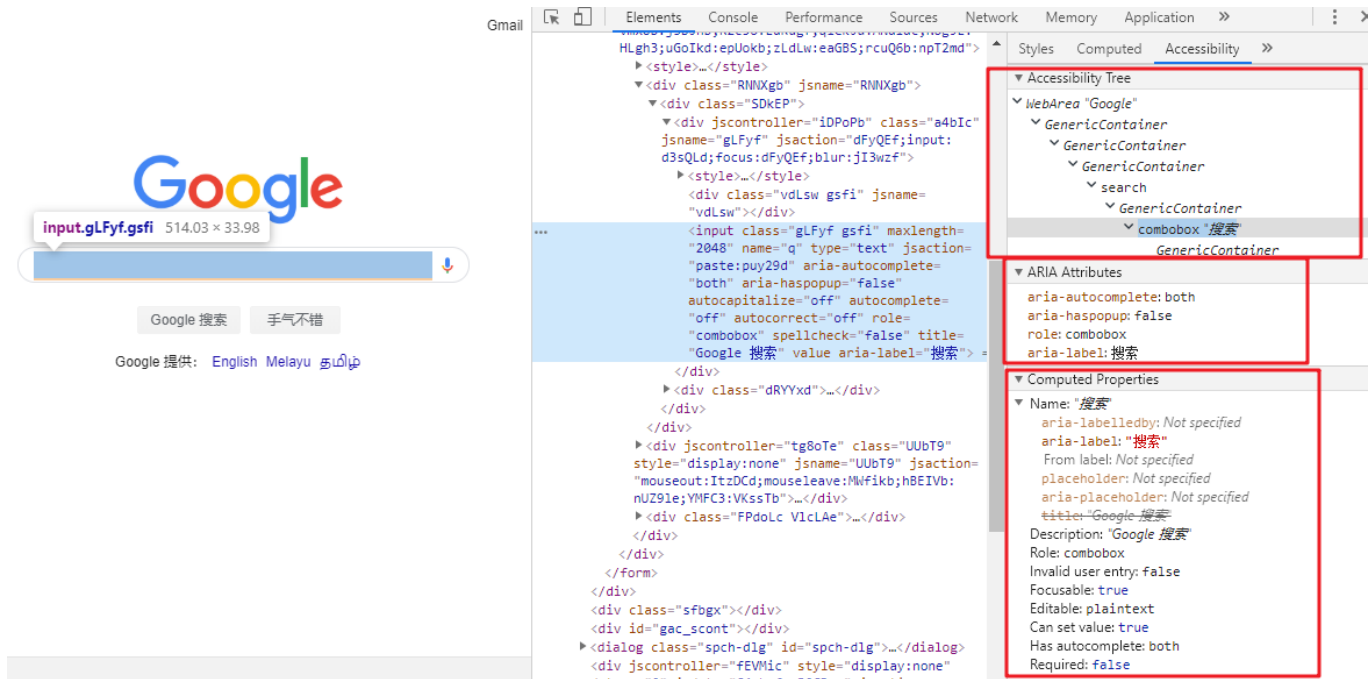 Gmail
Google
input.gLFyf.gsfi 514.03 × 33.98
Google 搜索 手气不错
Google 提供: English Melayu தமிழ்
Elements Console Performance Sources Network Memory Application »
HLgh3;uGoIkd:epUokb;zLdLw:eaGBS;rcuQ6b:npT2md">
▶<style>…</style>
▼<div class="RNNXgb" jsname="RNNXgb">
▼<div class="SDkEP">
▼<div jscontroller="iDPoPb" class="a4bIc"
jsname="gLFyf" jsaction="dFyQEf;input:
d3sQLd;focus:dFyQEf;blur:jI3wzf">
▶<style>…</style>
<div class="vdLsw gsfi" jsname=
"vdLsw"></div>
<input class="gLFyf gsfi" maxlength=
"2048" name="q" type="text" jsaction=
"paste:puy29d" aria-autocomplete=
"both" aria-haspopup="false"
autocapitalize="off" autocomplete=
"off" autocorrect="off" role=
"combobox" spellcheck="false" title=
"Google 搜索" value aria-label="搜索"> =
</div>
▶<div class="dRYYxd">…</div>
</div>
</div>
▶<div jscontroller="tg8oTe" class="UUbT9"
style="display:none" jsname="UUbT9" jsaction=
"mouseout:ItzDCd;mouseleave:MWfikb;hBEIVb:
nUZ9le;YMFC3:VKssTb">…</div>
▶<div class="FPdoLc VlcLAe">…</div>
</div>
</div>
</form>
</div>
<div class="sfbgx"></div>
<div id="gac_scont"></div>
▶<dialog class="spch-dlg" id="spch-dlg">…</dialog>
<div jscontroller="fEVMic" style="display:none"
Styles Computed Accessibility »
Accessibility Tree
WebArea "Google"
GenericContainer
GenericContainer
GenericContainer
search
GenericContainer
combobox "搜索"
GenericContainer
ARIA Attributes
aria-autocomplete: both
aria-haspopup: false
role: combobox
aria-label: 搜索
Computed Properties
Name: "搜索"
aria-labelledby: Not specified
aria-label: "搜索"
From label: Not specified
placeholder: Not specified
aria-placeholder: Not specified
title: "Google 搜索"
Description: "Google 搜索"
Role: combobox
Invalid user entry: false
Focusable: true
Editable: plaintext
Can set value: true
Has autocomplete: both
Required: false